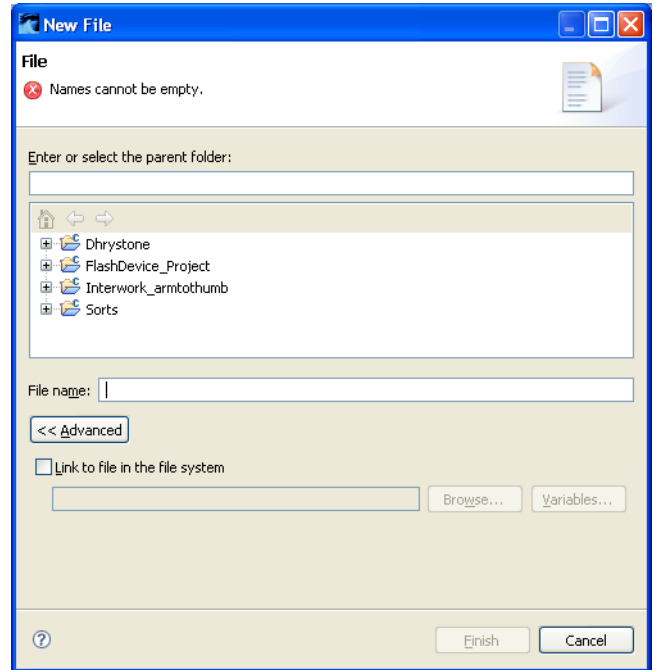 New File
File
Names cannot be empty.
Enter or select the parent folder:
Dhrystone
FlashDevice_Project
Interwork_armtothumb
Sorts
File name:
<< Advanced
Link to file in the file system
Browse... Variables...
Finish Cancel